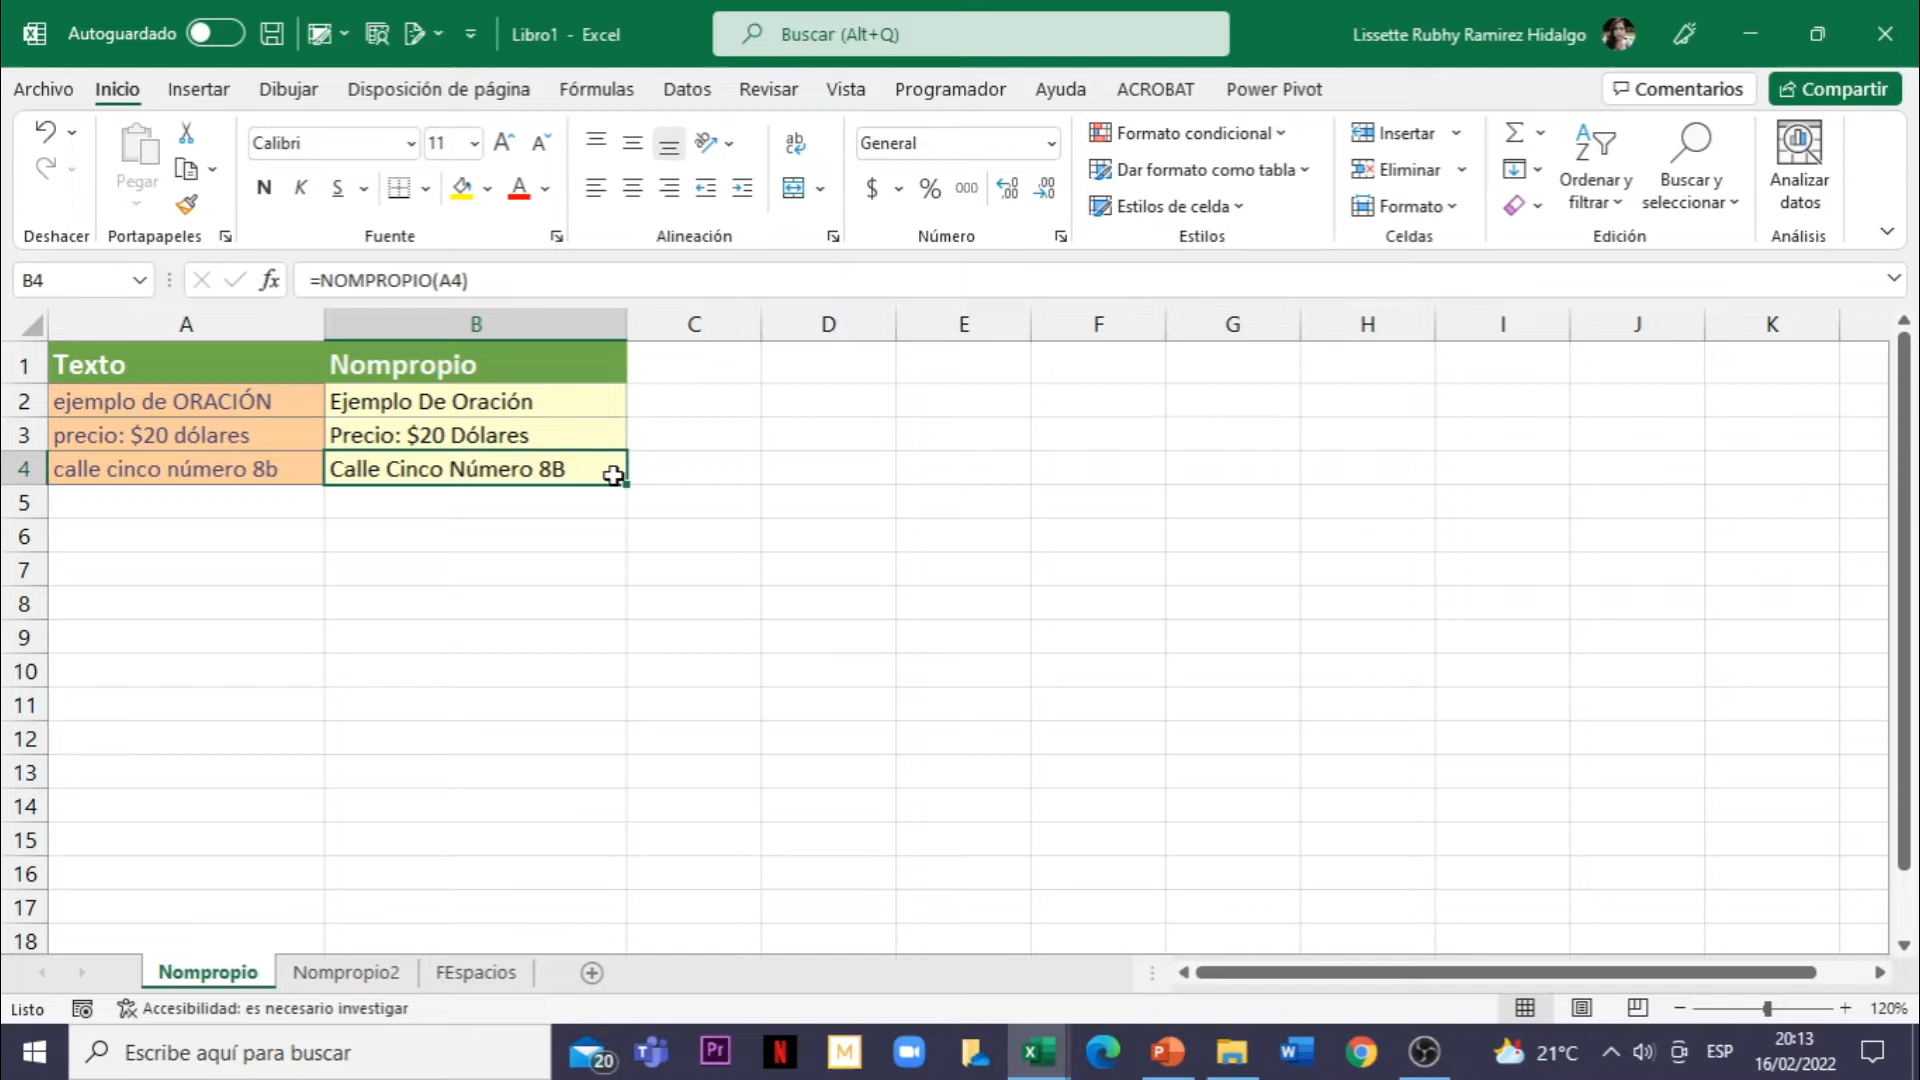 Autoguardado Libro1 - Excel Buscar (Alt+Q) Lissette Rubhy Ramirez Hidalgo
Archivo Inicio Insertar Dibujar Disposición de página Fórmulas Datos Revisar Vista Programador Ayuda ACROBAT Power Pivot Comentarios Compartir
Calibri 11 General Formato condicional Insertar
Pegar Dar formato como tabla Eliminar Ordenar y filtrar Buscar y seleccionar Analizar datos
N K S $ % 000 Estilos de celda Formato
Deshacer Portapapeles Fuente Alineación Número Estilos Celdas Edición Análisis
B4 fx =NOMPROPIO(A4)
A B C D E F G H I J K
1 Texto Nompropio
2 ejemplo de ORACIÓN Ejemplo De Oración
3 precio: $20 dólares Precio: $20 Dólares
4 calle cinco número 8b Calle Cinco Número 8B
5
6
7
8
9
10
11
12
13
14
15
16
17
18
Nompropio Nompropio2 FEspacios
Listo Accesibilidad: es necesario investigar 120%
Escribe aquí para buscar 20 Pr N M 21°C ESP 20:13
16/02/2022